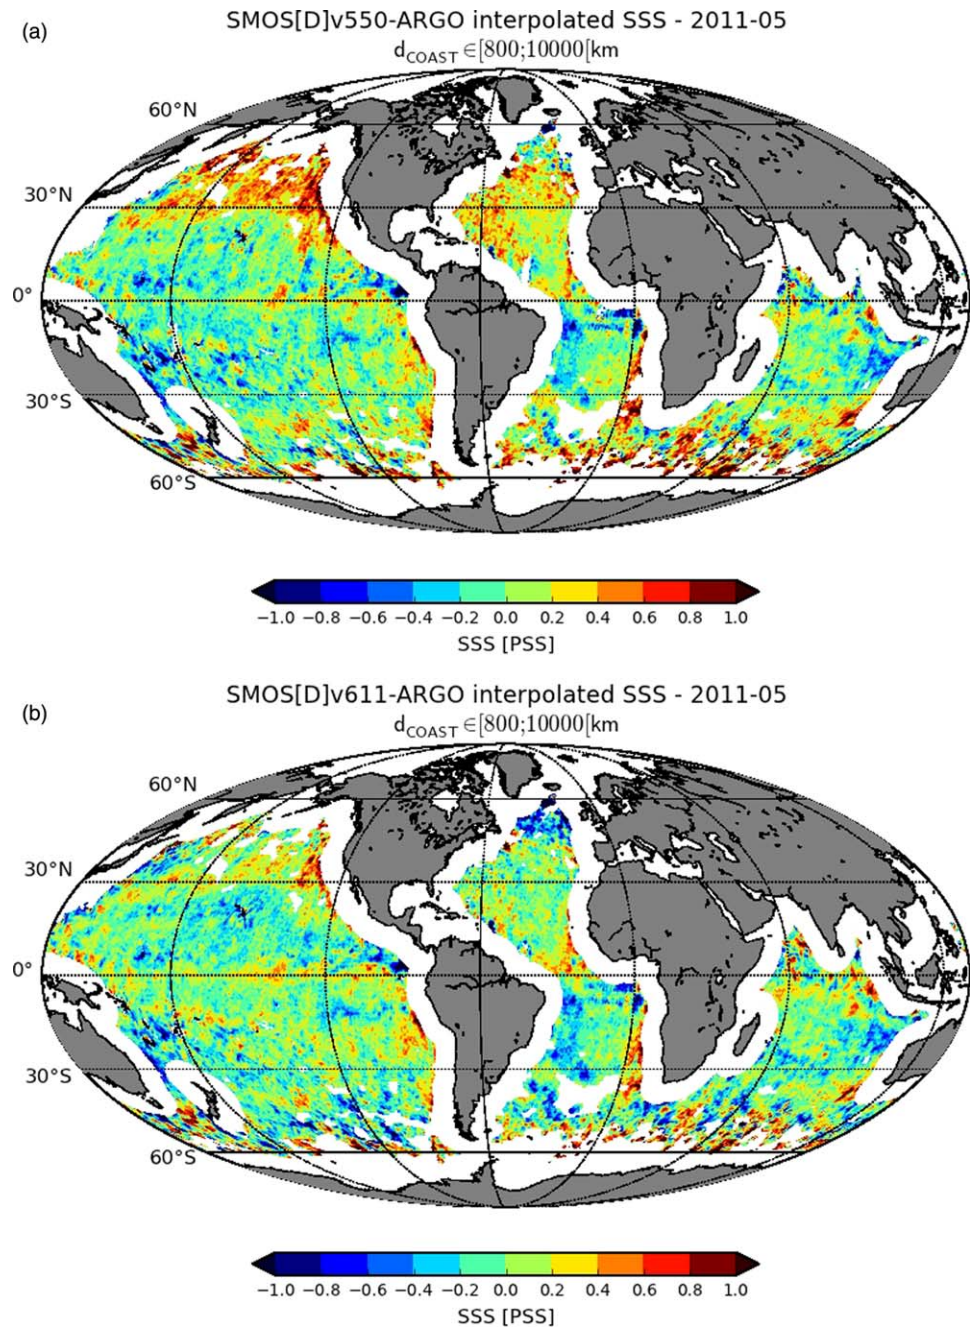 (a)
SMOS[D]v550-ARGO interpolated SSS - 2011-05
d_COAST ∈[800;10000[km
60°N
30°N
0°
30°S
60°S
−1.0 −0.8 −0.6 −0.4 −0.2 0.0 0.2 0.4 0.6 0.8 1.0
SSS [PSS]
(b)
SMOS[D]v611-ARGO interpolated SSS - 2011-05
d_COAST ∈[800;10000[km
60°N
30°N
0°
30°S
60°S
−1.0 −0.8 −0.6 −0.4 −0.2 0.0 0.2 0.4 0.6 0.8 1.0
SSS [PSS]